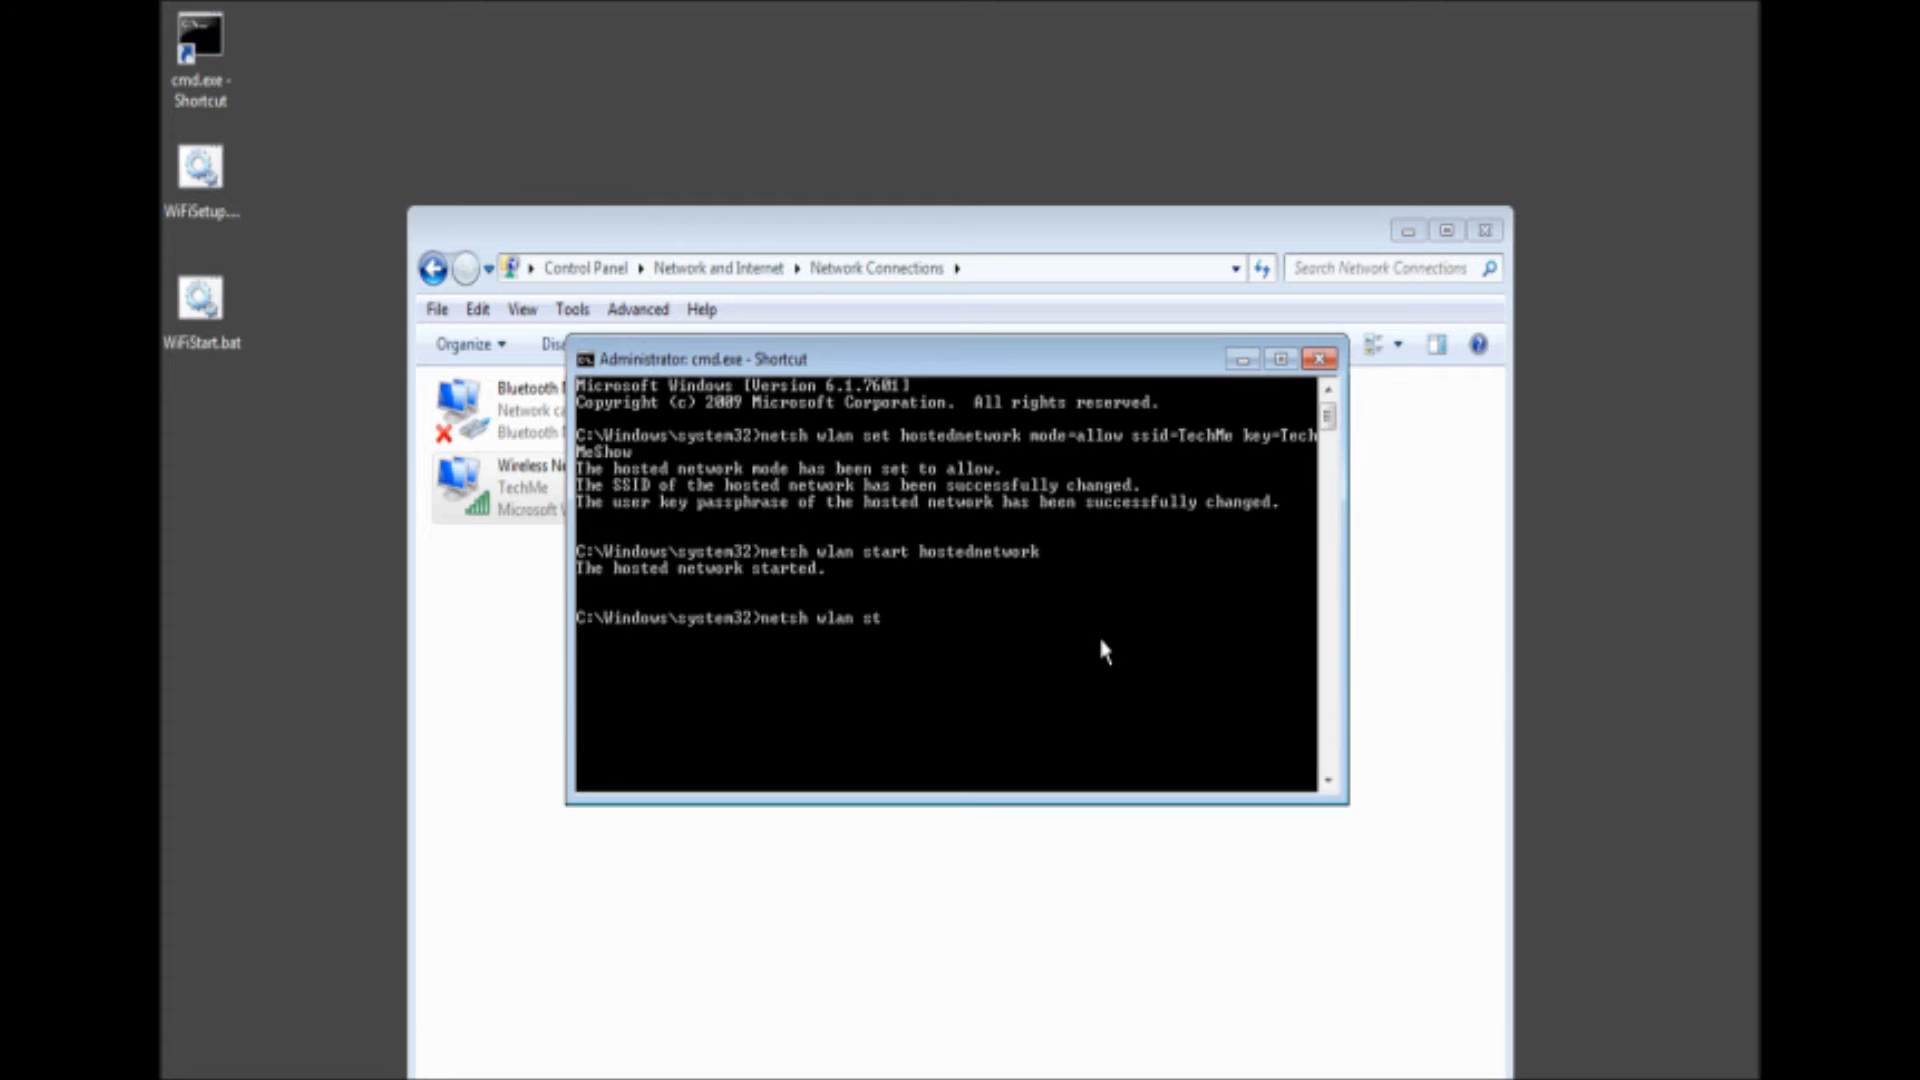 cmd.exe -
Shortcut
WiFiSetup....
WiFiStart.bat
Control Panel
Network and Internet
Network Connections
Search Network Connections
File Edit View Tools Advanced Help
Organize
Disa
Bluetooth
Network ca
Bluetooth
Wireless Ne
TechMe
Microsoft
Administrator: cmd.exe - Shortcut
Microsoft Windows [Version 6.1.7601]
Copyright (c) 2009 Microsoft Corporation.  All rights reserved.
C:\Windows\system32>netsh wlan set hostednetwork mode=allow ssid=TechMe key=Tech
MeShow
The hosted network mode has been set to allow.
The SSID of the hosted network has been successfully changed.
The user key passphrase of the hosted network has been successfully changed.
C:\Windows\system32>netsh wlan start hostednetwork
The hosted network started.
C:\Windows\system32>netsh wlan st